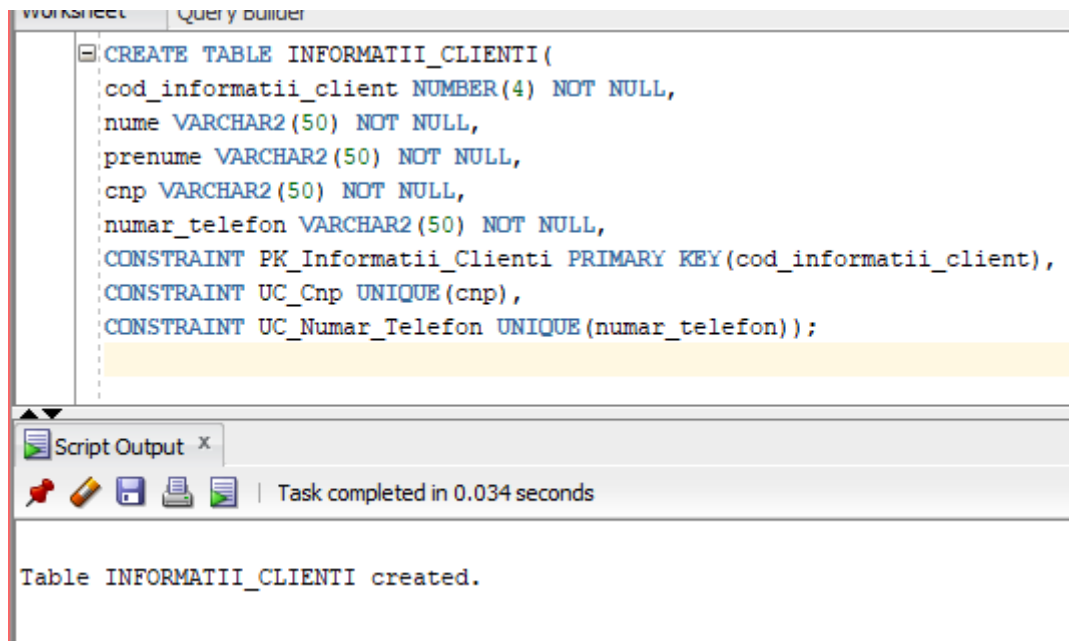 Worksheet Query Builder
CREATE TABLE INFORMATII_CLIENTI(
cod_informatii_client NUMBER(4) NOT NULL,
nume VARCHAR2(50) NOT NULL,
prenume VARCHAR2(50) NOT NULL,
cnp VARCHAR2(50) NOT NULL,
numar_telefon VARCHAR2(50) NOT NULL,
CONSTRAINT PK_Informatii_Clienti PRIMARY KEY(cod_informatii_client),
CONSTRAINT UC_Cnp UNIQUE(cnp),
CONSTRAINT UC_Numar_Telefon UNIQUE(numar_telefon));
Script Output x
Task completed in 0.034 seconds
Table INFORMATII_CLIENTI created.